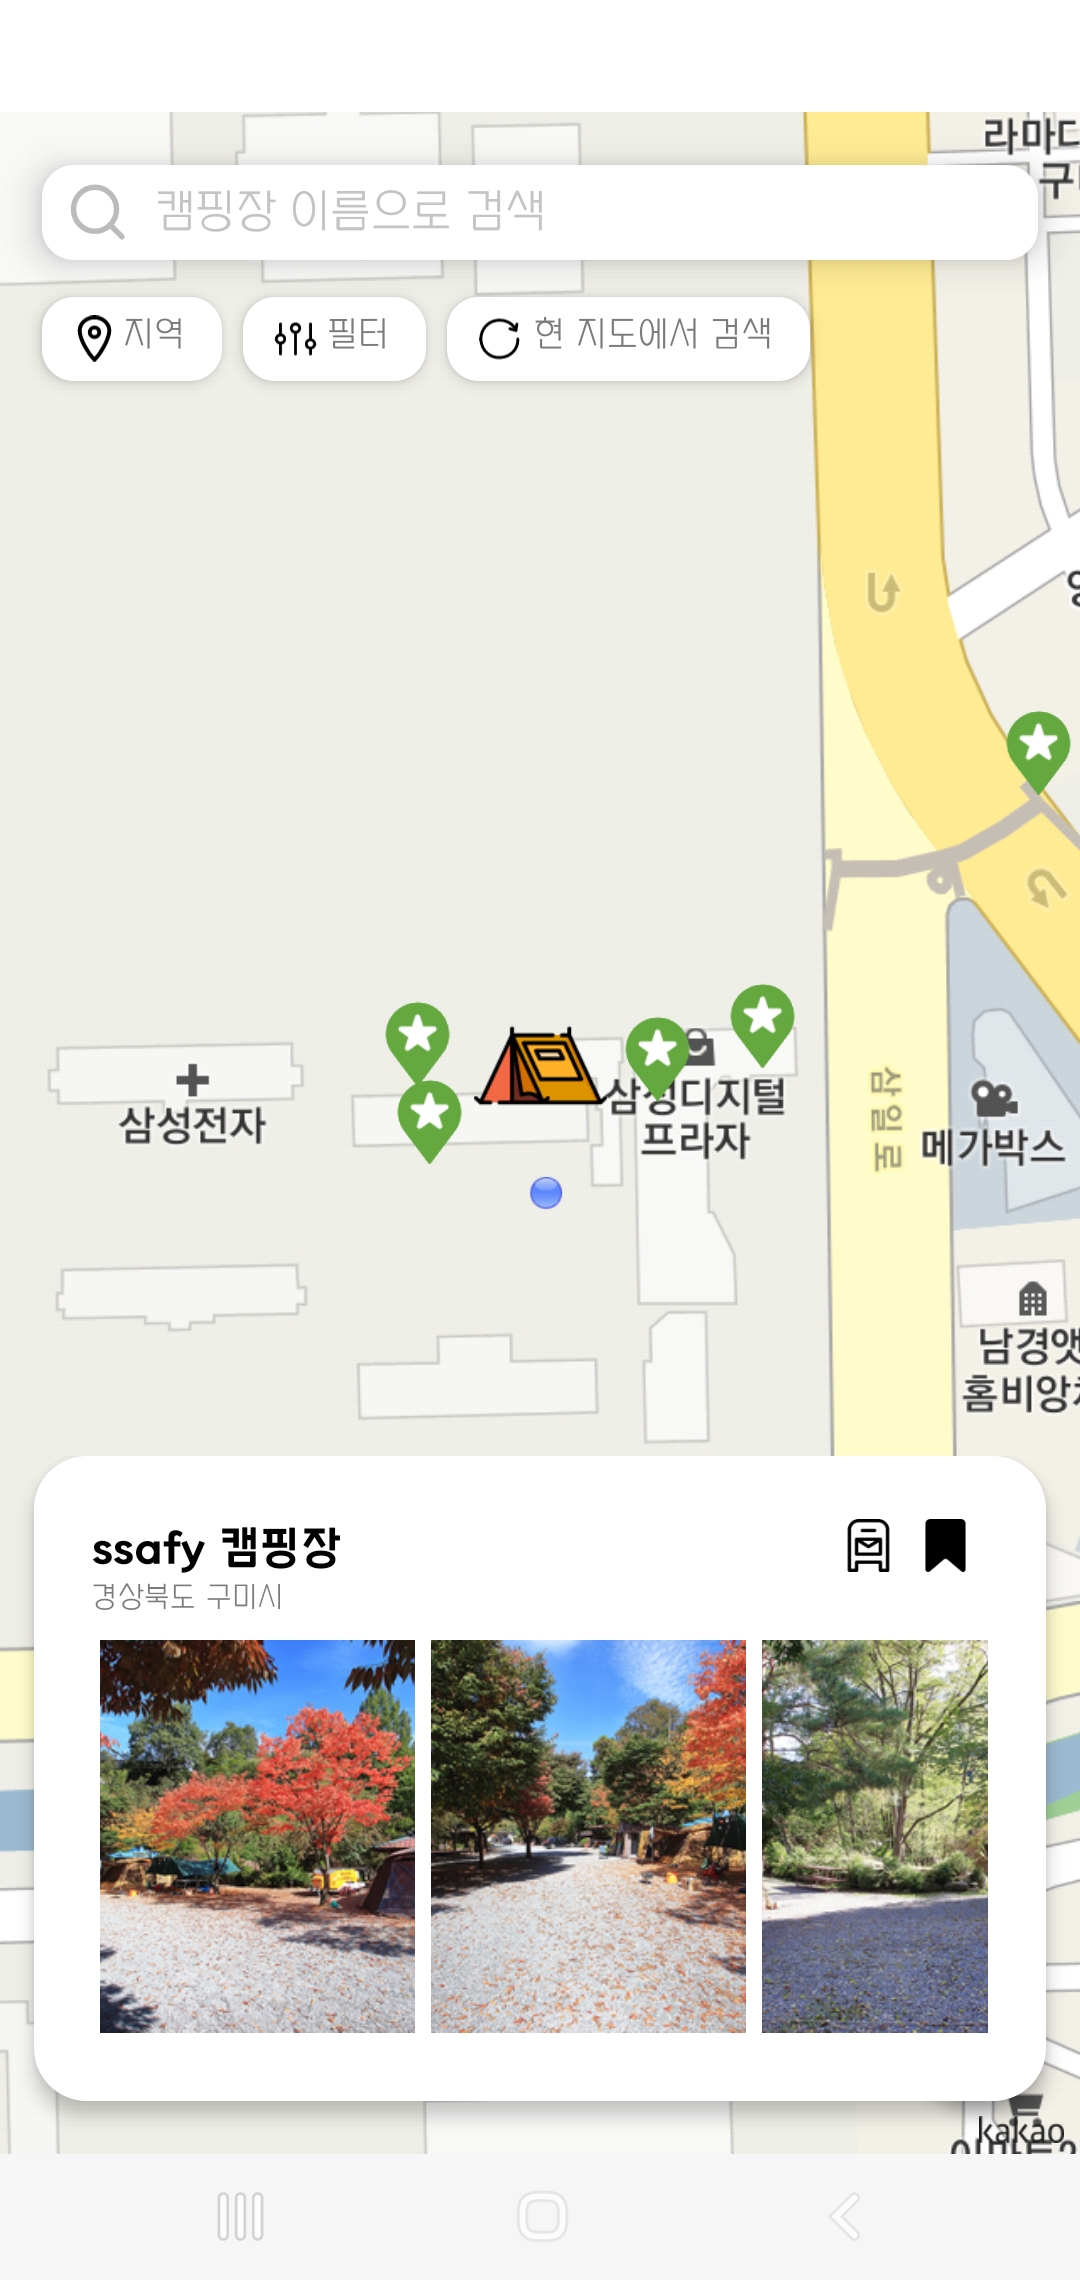 라마다
캠핑장 이름으로 검색
지역 필터 현 지도에서 검색
삼성전자
삼성디지털
프라자
삼일로
메가박스
남경앳
홈비앙
ssafy 캠핑장
경상북도 구미시
kakao